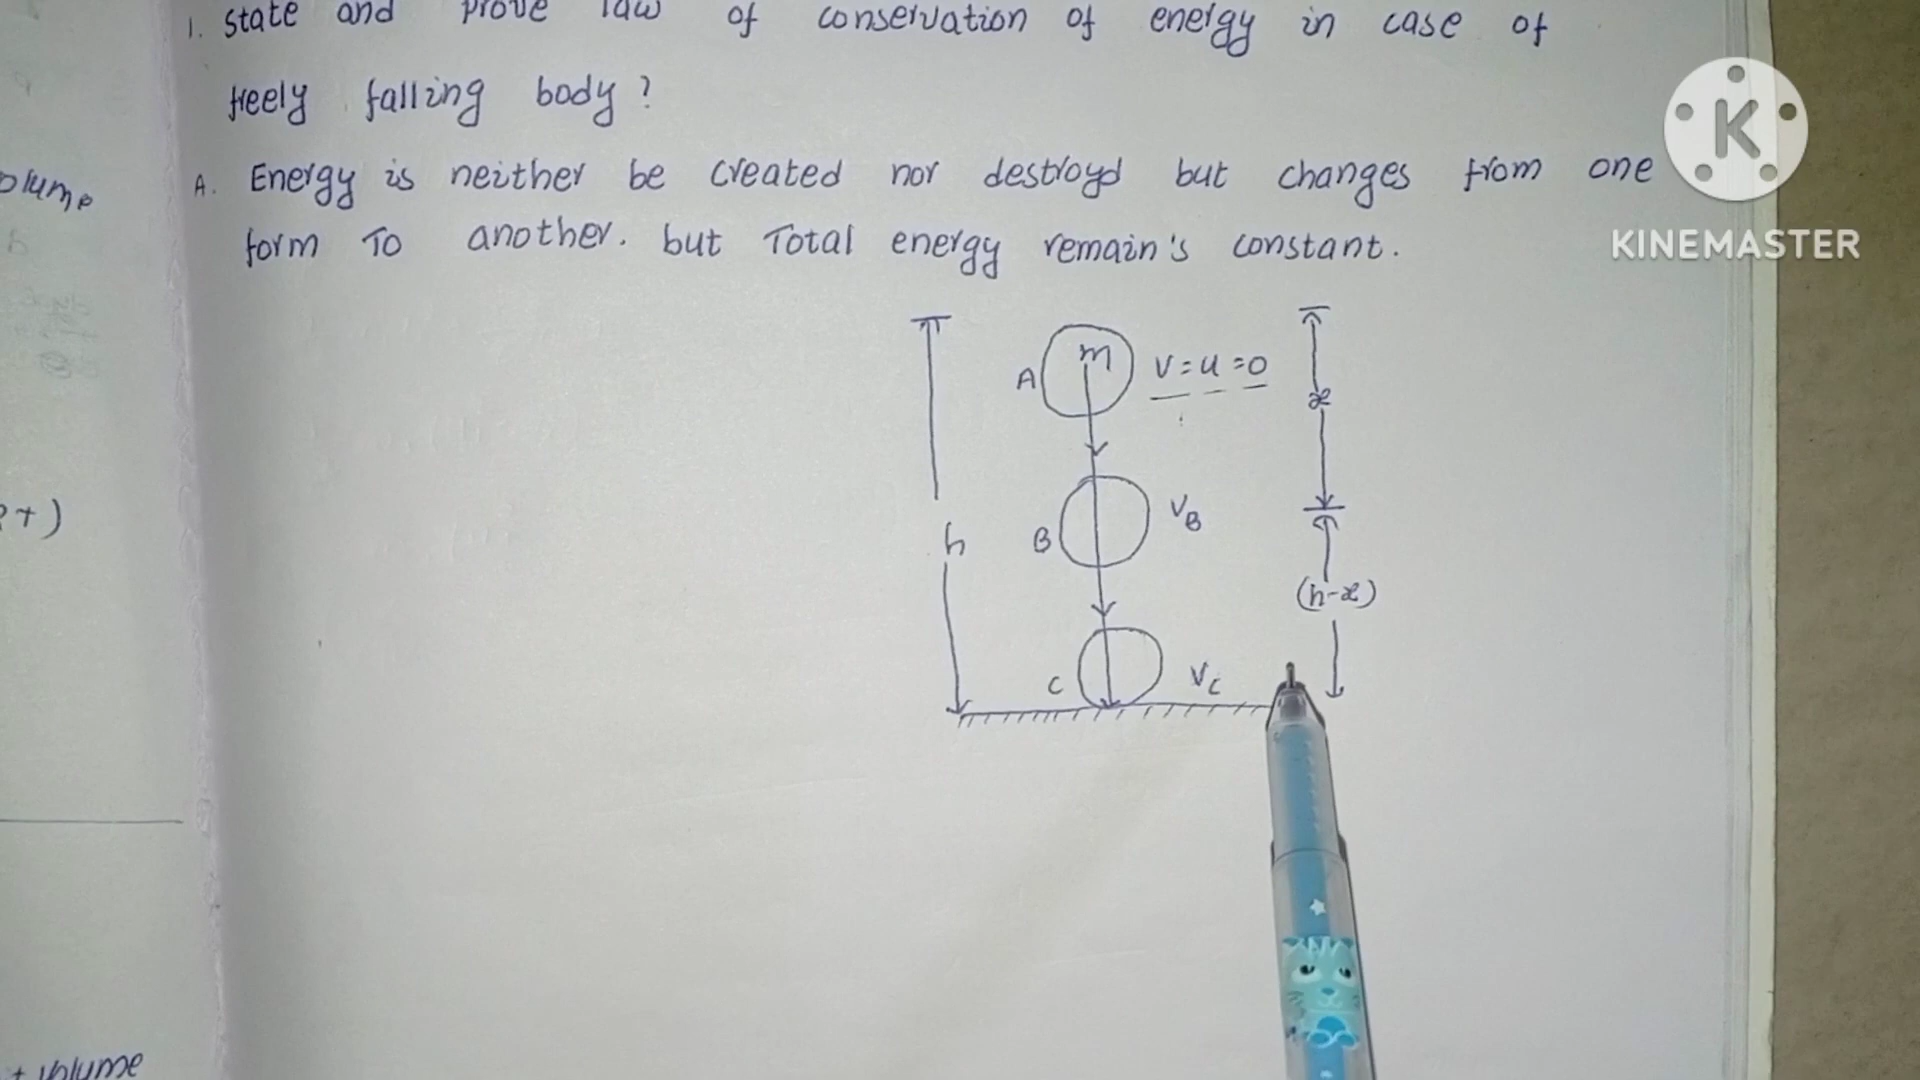 1. state and prove law of conservation of energy in case of
freely falling body?
A. Energy is neither be created nor destroyd but changes from one
form To another. but Total energy remain's constant.
K
KINEMASTER
olume
?+)
+ volume
m
A
V=u=0
x
h
B
VB
(h-x)
C
VC